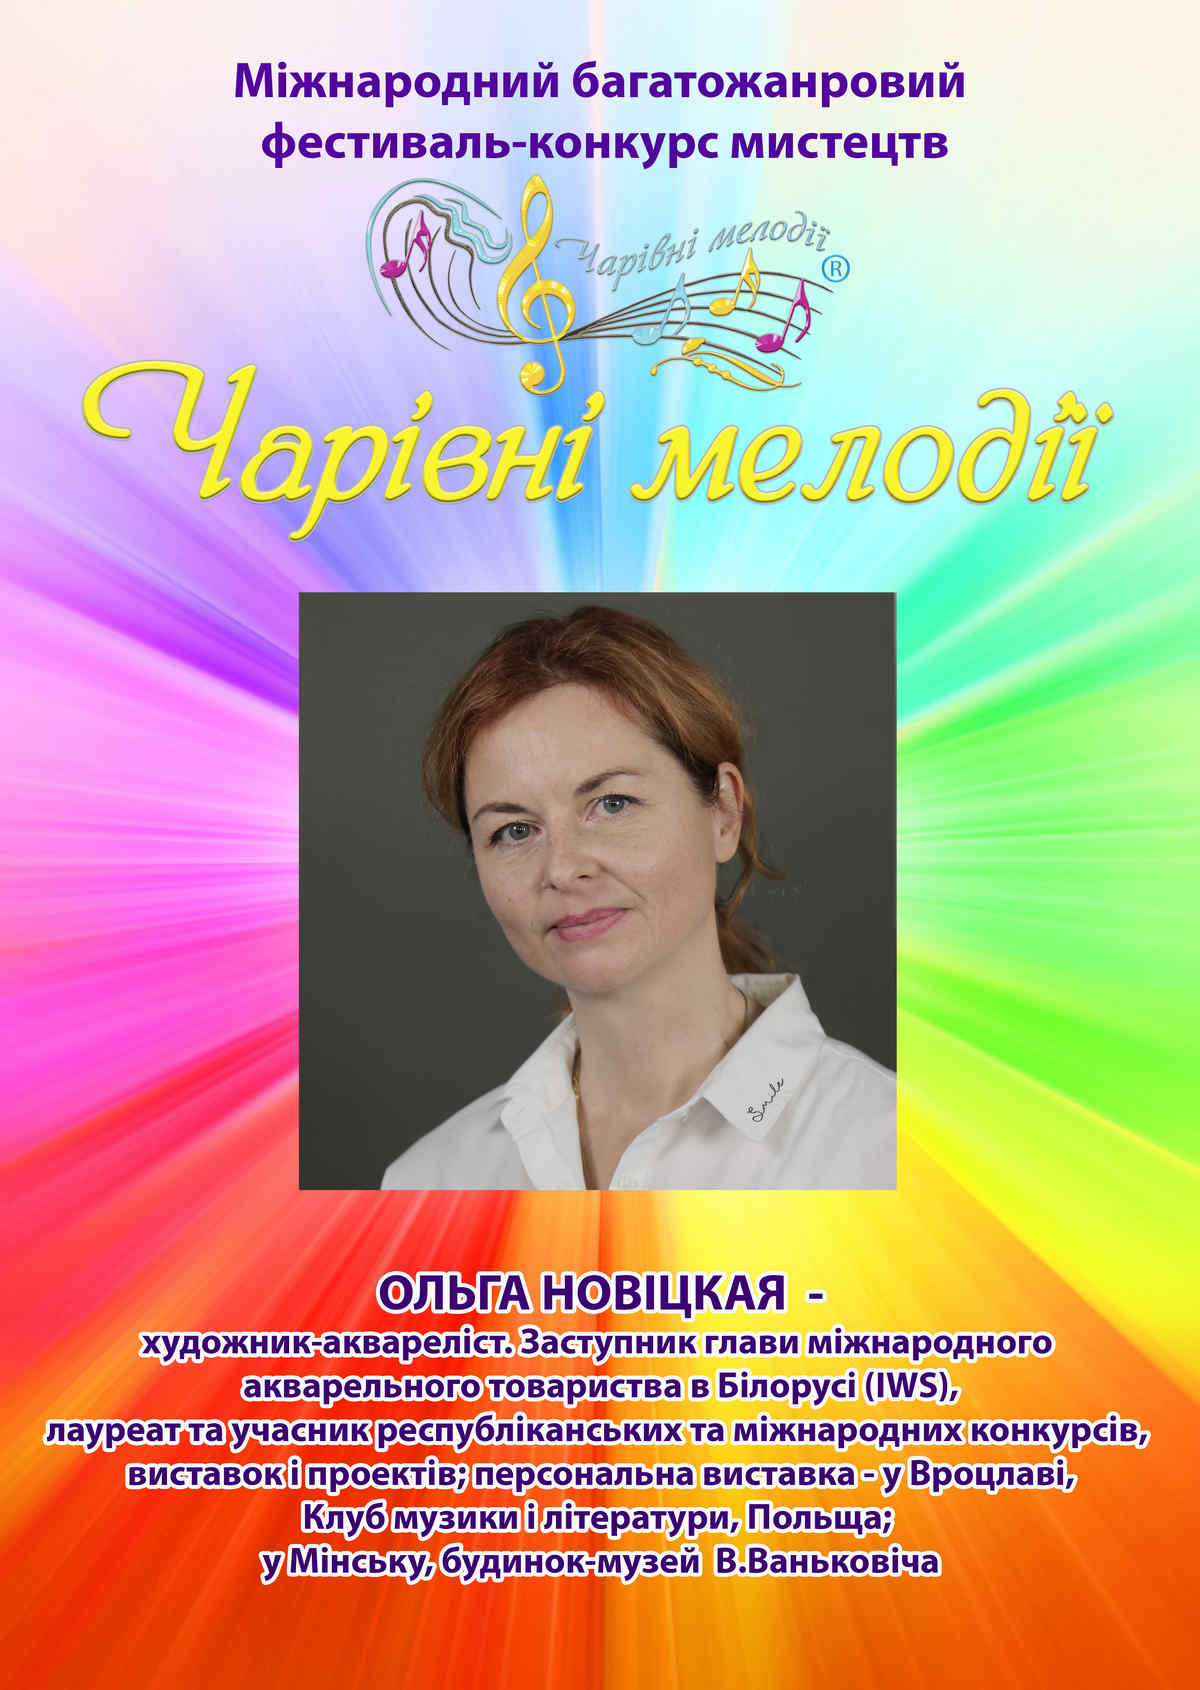 Міжнародний багатожанровий
фестиваль-конкурс мистецтв
Чарівні мелодії
®
Чарівні мелодії
Smile
ОЛЬГА НОВІЦКАЯ -
художник-аквареліст. Заступник глави міжнародного
акварельного товариства в Білорусі (IWS),
лауреат та учасник республіканських та міжнародних конкурсів,
виставок і проектів; персональна виставка - у Вроцлаві,
Клуб музики і літератури, Польща;
у Мінську, будинок-музей В.Ваньковіча